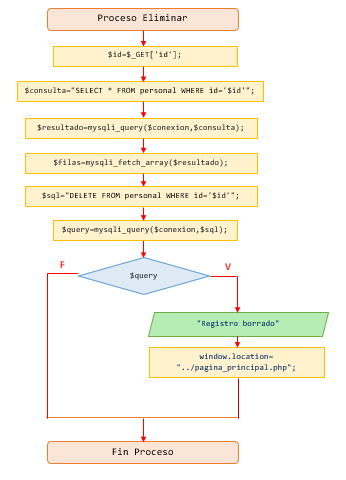 Proceso Eliminar
$id=$_GET['id'];
$consulta="SELECT * FROM personal WHERE id='$id'";
$resultado=mysqli_query($conexion,$consulta);
$filas=mysqli_fetch_array($resultado);
$sql="DELETE FROM personal WHERE id='$id'";
$query=mysqli_query($conexion,$sql);
F
V
$query
"Registro borrado"
window.location=
"../pagina_principal.php";
Fin Proceso